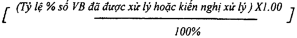 [ (Tỷ lệ % số VB đã được xử lý hoặc kiến nghị xử lý ) X1.00 ]
100%